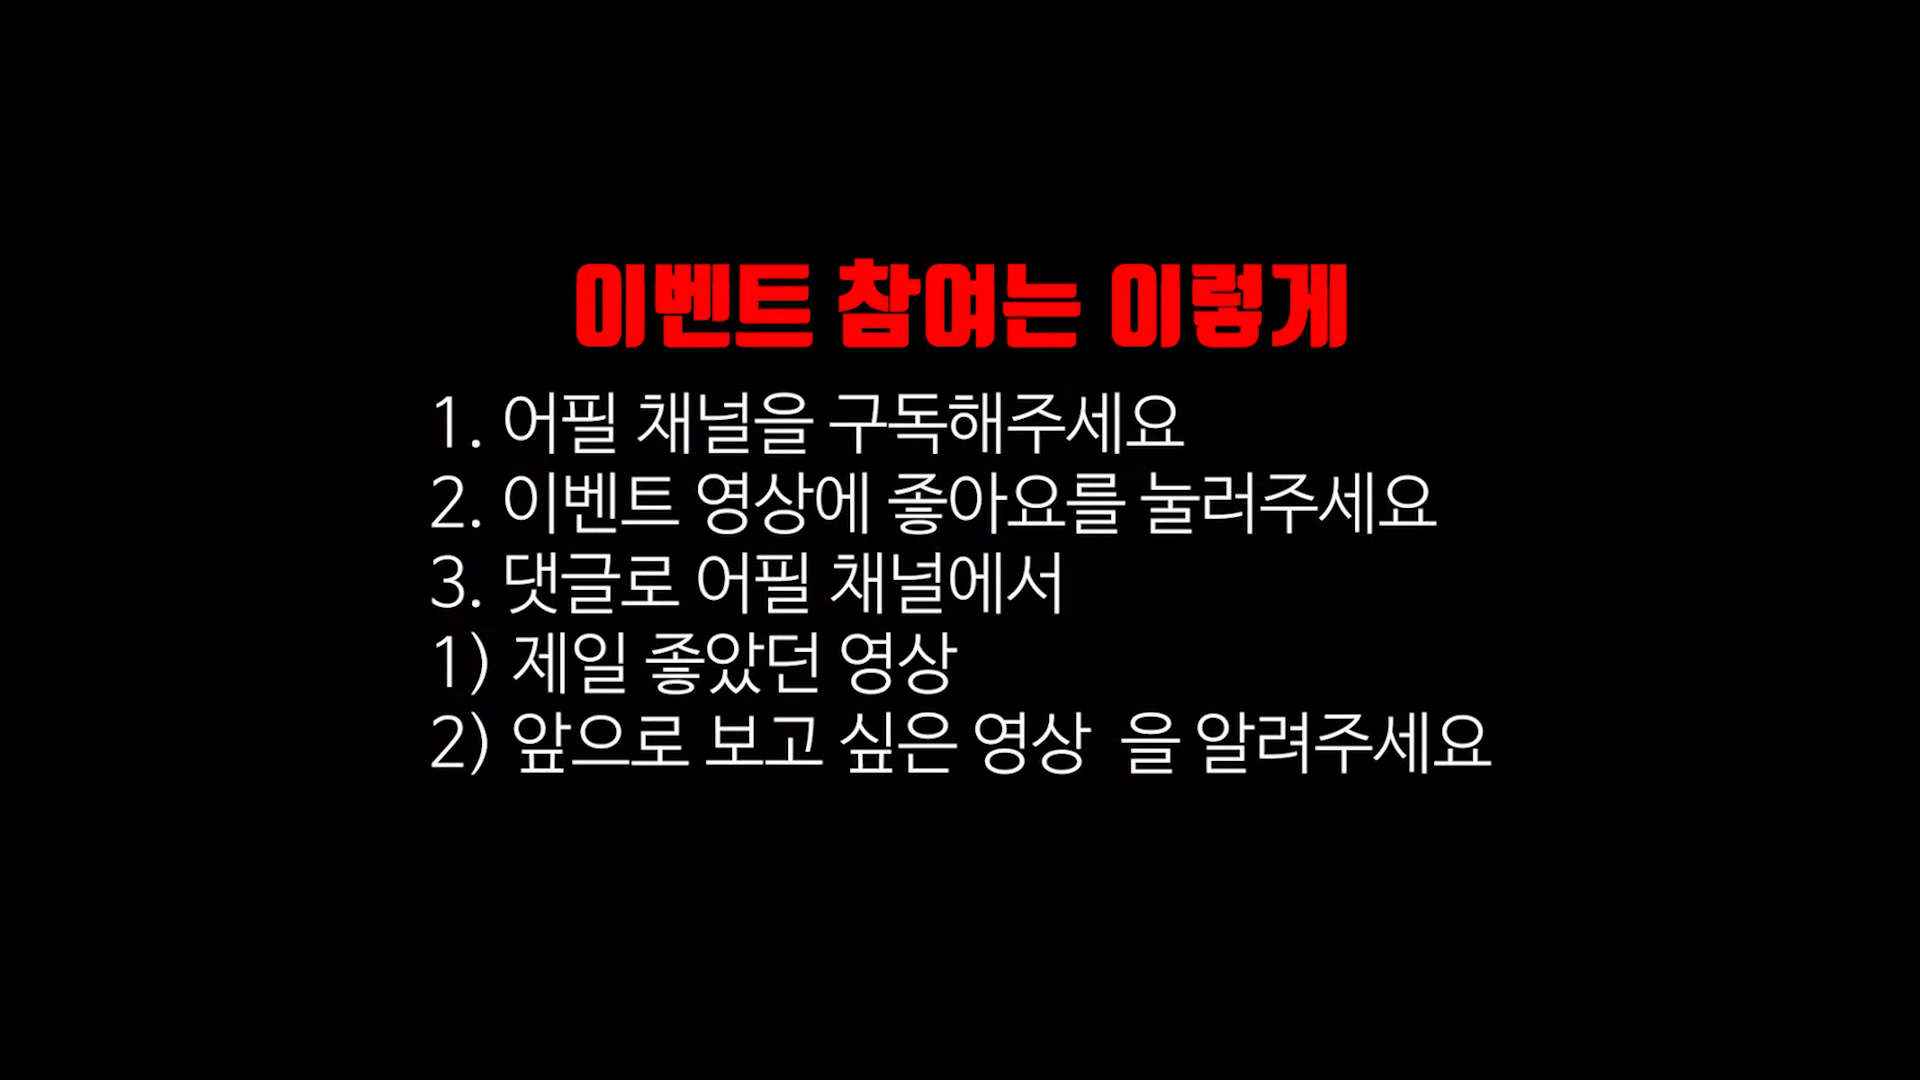 이벤트 참여는 이렇게
1. 어필 채널을 구독해주세요
2. 이벤트 영상에 좋아요를 눌러주세요
3. 댓글로 어필 채널에서
1) 제일 좋았던 영상
2) 앞으로 보고 싶은 영상  을 알려주세요